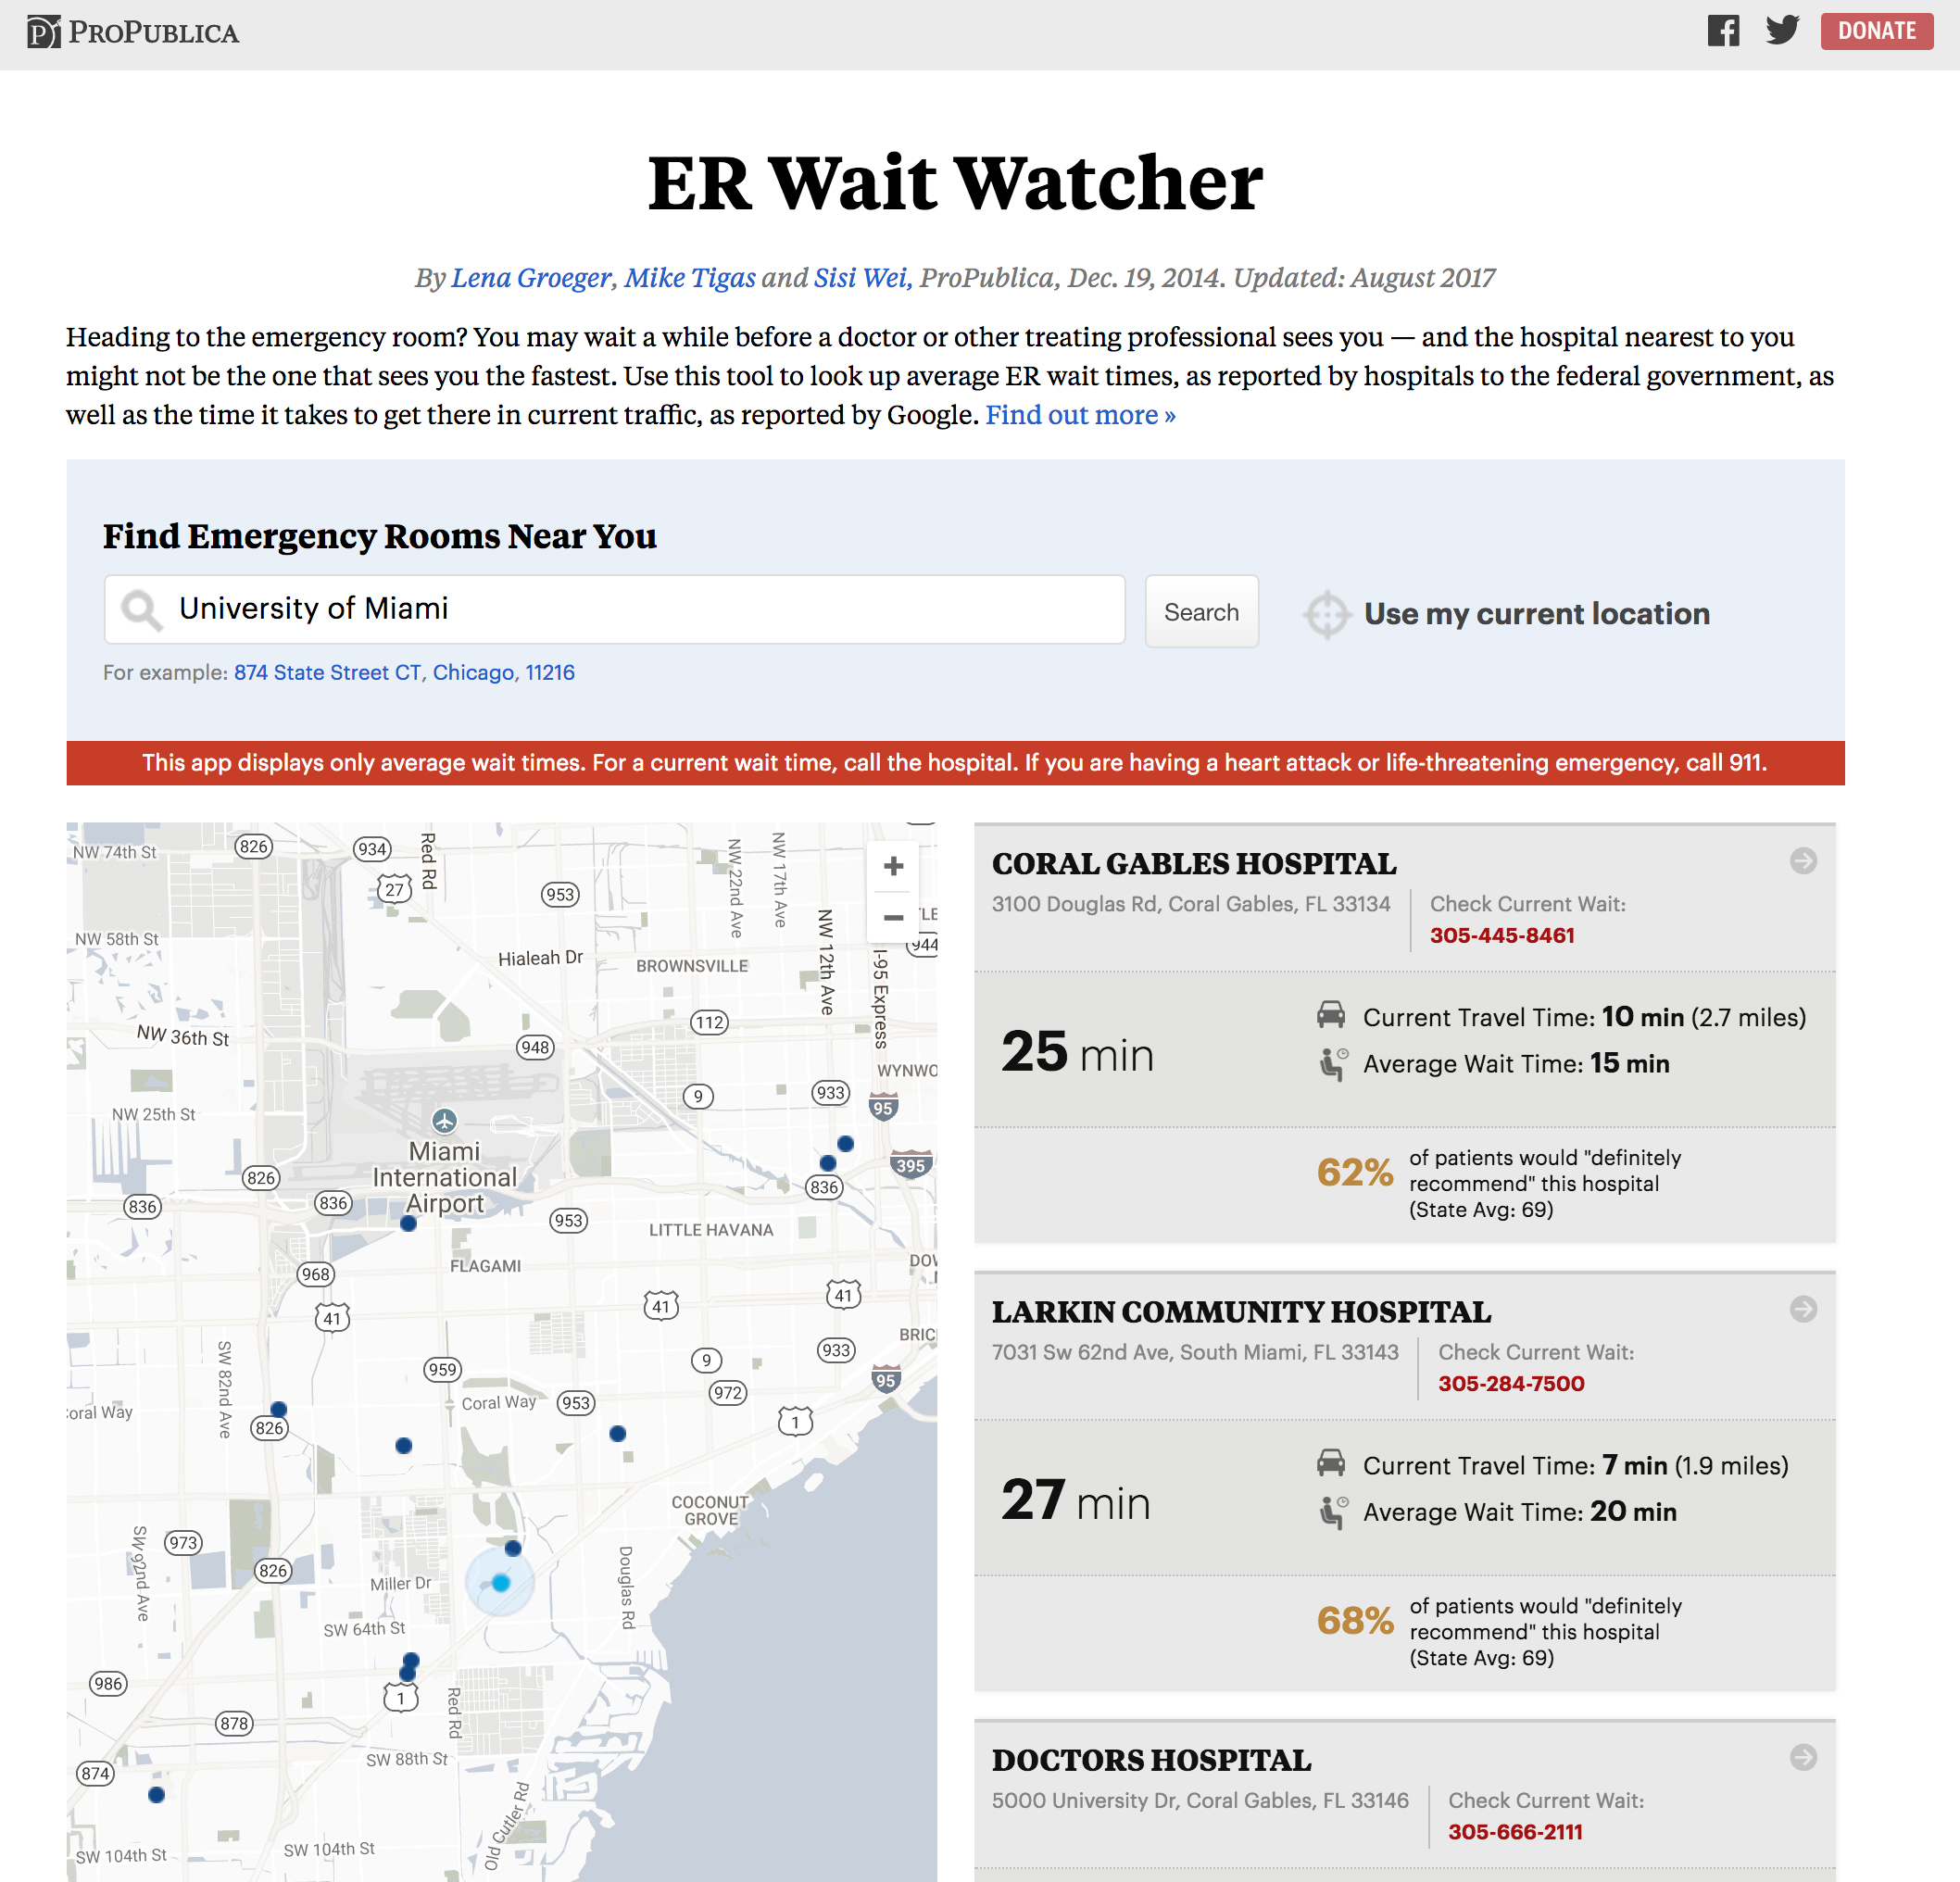 PROPUBLICA
DONATE
ER Wait Watcher
By Lena Groeger, Mike Tigas and Sisi Wei, ProPublica, Dec. 19, 2014. Updated: August 2017
Heading to the emergency room? You may wait a while before a doctor or other treating professional sees you — and the hospital nearest to you
might not be the one that sees you the fastest. Use this tool to look up average ER wait times, as reported by hospitals to the federal government, as
well as the time it takes to get there in current traffic, as reported by Google. Find out more »
Find Emergency Rooms Near You
University of Miami
Search
Use my current location
For example: 874 State Street CT, Chicago, 11216
This app displays only average wait times. For a current wait time, call the hospital. If you are having a heart attack or life-threatening emergency, call 911.
NW 74th St
826
934
Red Rd
27
953
NW 22nd Ave
NW 17th Ave
+
−
944
NW 58th St
Hialeah Dr
BROWNSVILLE
NW 12th Ave
I-95 Express
NW 36th St
948
112
WYNWO
NW 25th St
9
933
95
Miami
International
Airport
395
826
836
836
836
953
LITTLE HAVANA
FLAGAMI
968
41
41
41
SW 82nd Ave
959
9
933
BRIC
95
972
oral Way
Coral Way
953
826
1
COCONUT
GROVE
SW 92nd Ave
973
826
Miller Dr
Douglas Rd
SW 64th St
986
1
Red Rd
878
SW 88th St
874
Old Cutler Rd
SW 104th St
SW 104th St
CORAL GABLES HOSPITAL
3100 Douglas Rd, Coral Gables, FL 33134
Check Current Wait:
305-445-8461
25 min
Current Travel Time: 10 min (2.7 miles)
Average Wait Time: 15 min
62%
of patients would "definitely
recommend" this hospital
(State Avg: 69)
LARKIN COMMUNITY HOSPITAL
7031 Sw 62nd Ave, South Miami, FL 33143
Check Current Wait:
305-284-7500
27 min
Current Travel Time: 7 min (1.9 miles)
Average Wait Time: 20 min
68%
of patients would "definitely
recommend" this hospital
(State Avg: 69)
DOCTORS HOSPITAL
5000 University Dr, Coral Gables, FL 33146
Check Current Wait:
305-666-2111